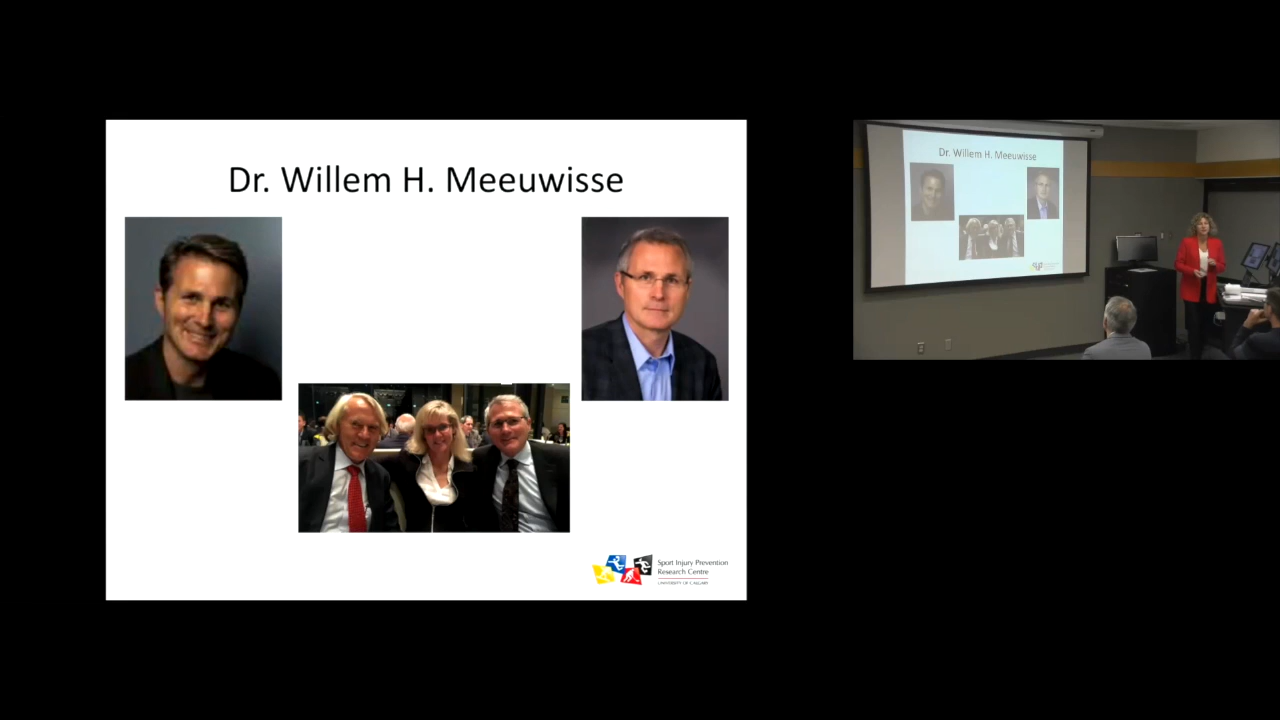 Dr. Willem H. Meeuwisse
Sport Injury Prevention
Research Centre
UNIVERSITY OF CALGARY
Dr. Willem H. Meeuwisse